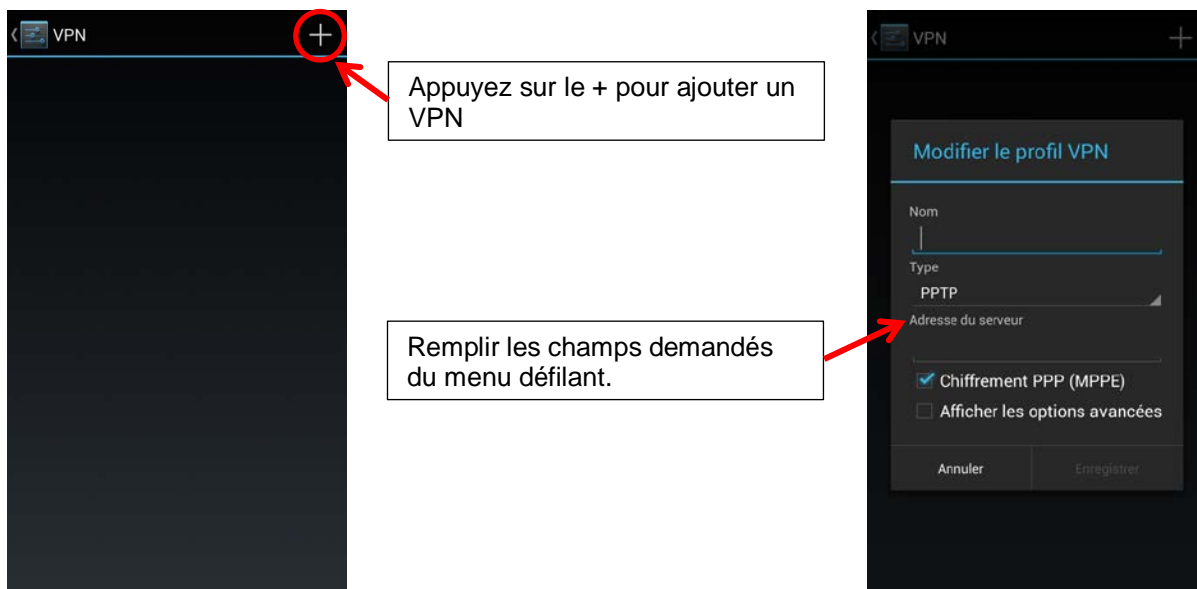 VPN
Appuyez sur le + pour ajouter un
VPN
Remplir les champs demandés
du menu défilant.
VPN
Modifier le profil VPN
Nom
Type
PPTP
Adresse du serveur
Chiffrement PPP (MPPE)
Afficher les options avancées
Annuler
Enregistrer